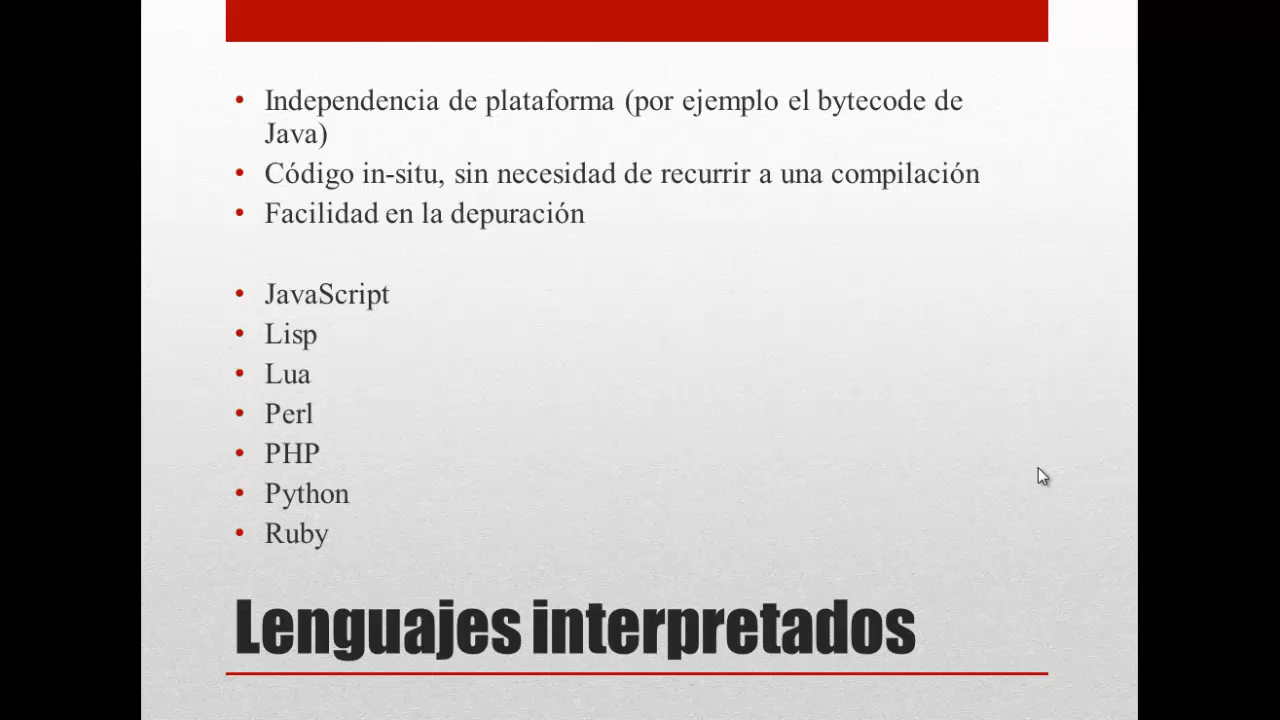 • Independencia de plataforma (por ejemplo el bytecode de
Java)
• Código in-situ, sin necesidad de recurrir a una compilación
• Facilidad en la depuración
• JavaScript
• Lisp
• Lua
• Perl
• PHP
• Python
• Ruby
Lenguajes interpretados